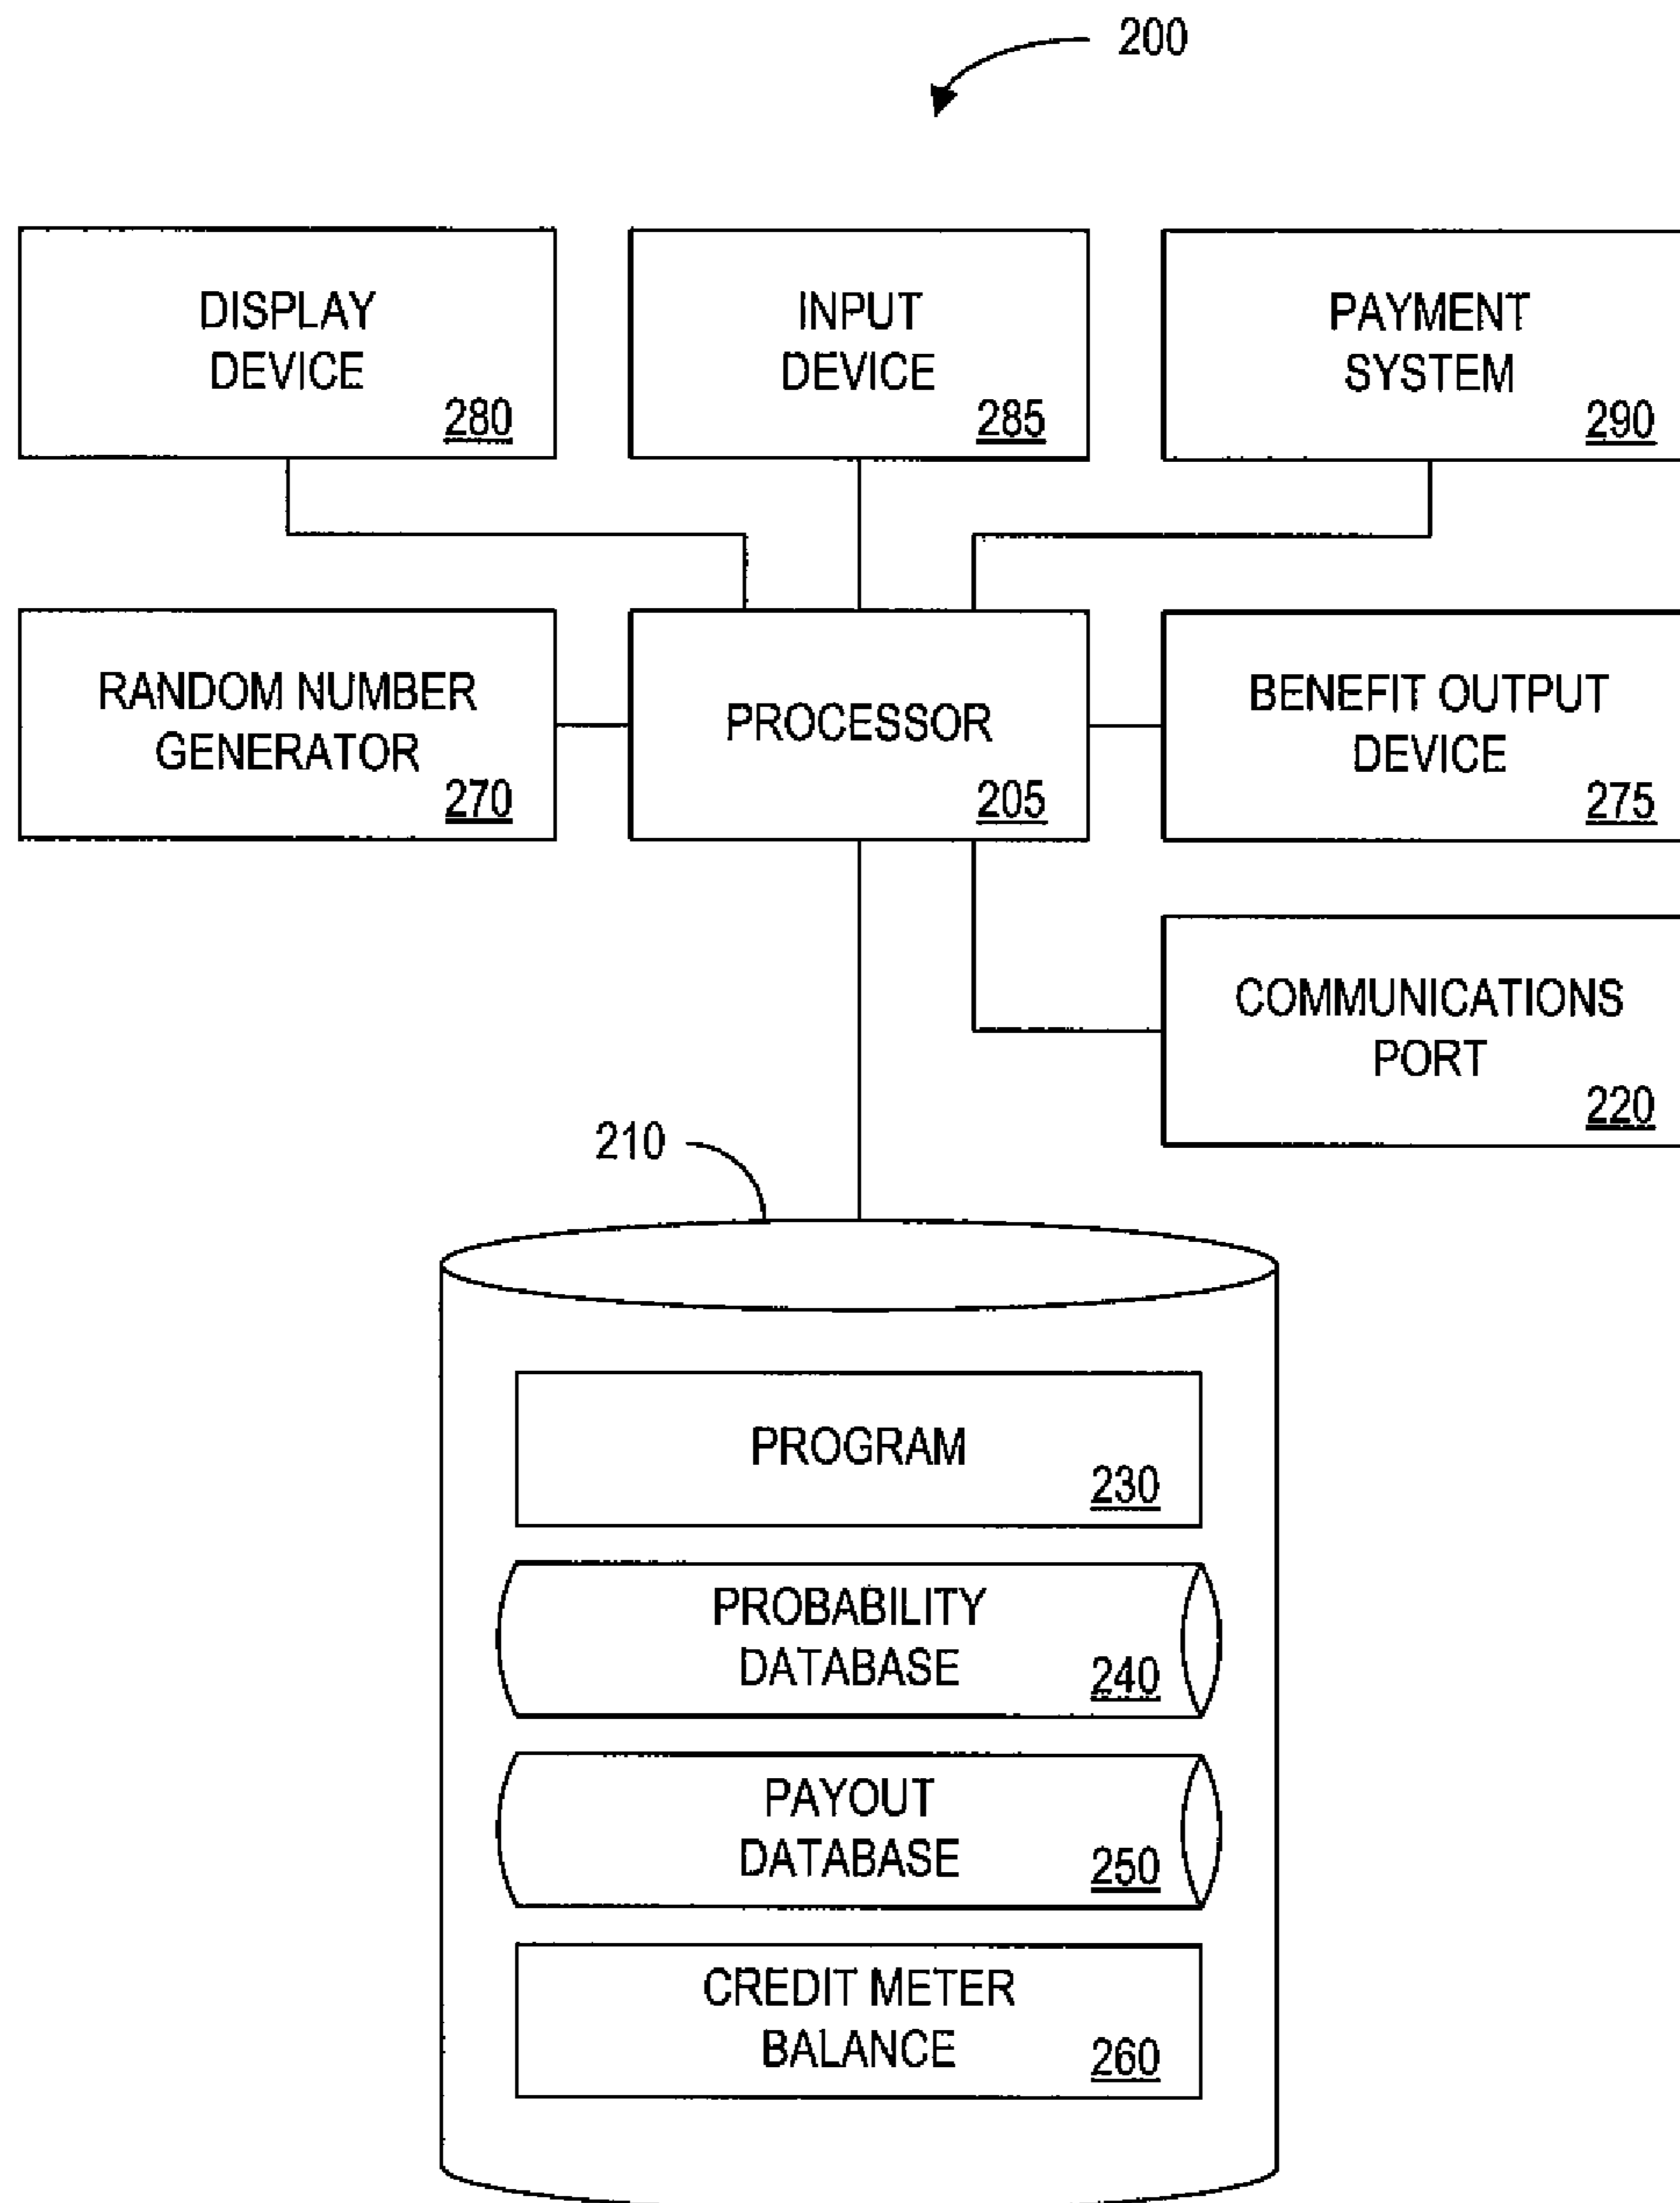 200
DISPLAY
DEVICE
280
INPUT
DEVICE
285
PAYMENT
SYSTEM
290
RANDOM NUMBER
GENERATOR
270
PROCESSOR
205
BENEFIT OUTPUT
DEVICE
275
COMMUNICATIONS
PORT
220
210
PROGRAM
230
PROBABILITY
DATABASE
240
PAYOUT
DATABASE
250
CREDIT METER
BALANCE
260